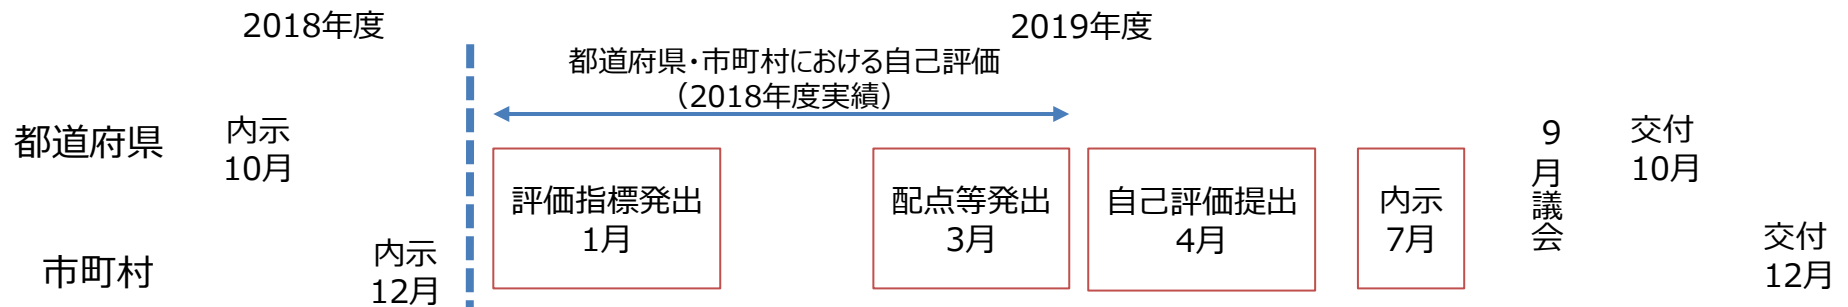 2018年度
2019年度
都道府県・市町村における自己評価
（2018年度実績）
都道府県
内示
10月
評価指標発出
1月
配点等発出
3月
自己評価提出
4月
内示
7月
9月議会
交付
10月
市町村
内示
12月
交付
12月